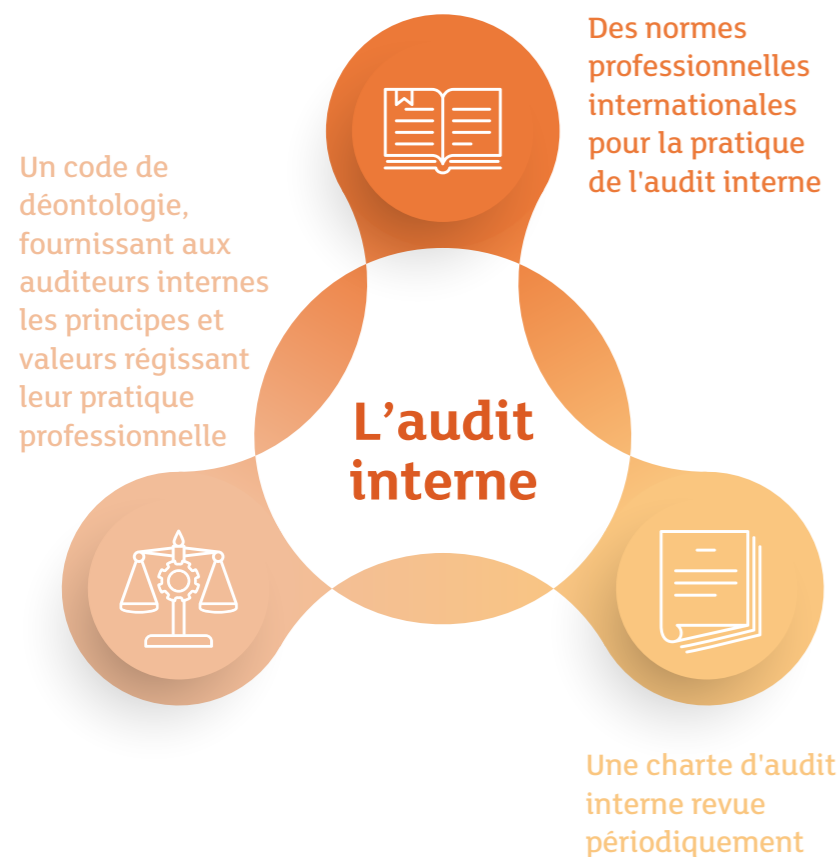 Des normes
professionnelles
internationales
pour la pratique
de l'audit interne
Un code de
déontologie,
fournissant aux
auditeurs internes
les principes et
valeurs régissant
leur pratique
professionnelle
L’audit
interne
Une charte d'audit
interne revue
périodiquement